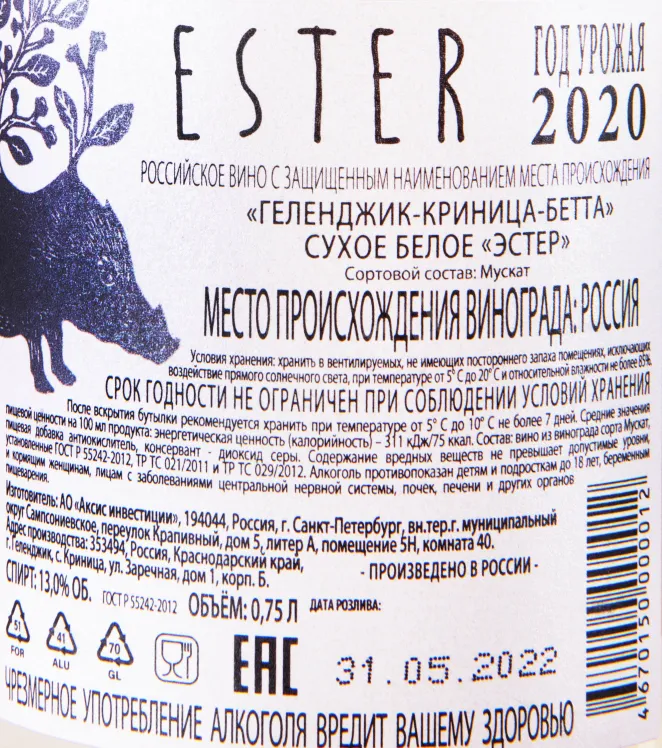 ESTER
ГОД УРОЖАЯ
2020
РОССИЙСКОЕ ВИНО С ЗАЩИЩЕННЫМ НАИМЕНОВАНИЕМ МЕСТА ПРОИСХОЖДЕНИЯ
«ГЕЛЕНДЖИК-КРИНИЦА-БЕТТА»
СУХОЕ БЕЛОЕ «ЭСТЕР»
Сортовой состав: Мускат
МЕСТО ПРОИСХОЖДЕНИЯ ВИНОГРАДА: РОССИЯ
Условия хранения: хранить в вентилируемых, не имеющих постороннего запаха помещениях, исключающих
воздействие прямого солнечного света, при температуре от 5° С до 20° С и относительной влажности не более 85%.
СРОК ГОДНОСТИ НЕ ОГРАНИЧЕН ПРИ СОБЛЮДЕНИИ УСЛОВИЙ ХРАНЕНИЯ
После вскрытия бутылки рекомендуется хранить при температуре от 5° С до 10° С не более 7 дней. Средние значения
пищевой ценности на 100 мл продукта: энергетическая ценность (калорийность) – 311 кДж/75 ккал. Состав: вино из винограда сорта Мускат,
пищевая добавка антиокислитель, консервант - диоксид серы. Содержание вредных веществ не превышает допустимые уровни,
установленные ГОСТ Р 55242-2012, ТР ТС 021/2011 и ТР ТС 029/2012. Алкоголь противопоказан детям и подросткам до 18 лет, беременным
и кормящим женщинам, лицам с заболеваниями центральной нервной системы, почек, печени и других органов
пищеварения.
Изготовитель: АО «Аксис инвестиции», 194044, Россия, г. Санкт-Петербург, вн.тер.г. муниципальный
округ Сампсониевское, переулок Крапивный, дом 5, литер А, помещение 5Н, комната 40.
Адрес производства: 353494, Россия, Краснодарский край,
г. Геленджик, с. Криница, ул. Заречная, дом 1, корп. Б.
- ПРОИЗВЕДЕНО В РОССИИ -
СПИРТ: 13,0% ОБ. ГОСТ Р 55242-2012 ОБЪЁМ: 0,75 Л ДАТА РОЗЛИВА:
51 FOR
41 ALU
70 GL
EAC
31.05.2022
4 670150 000012
ЧРЕЗМЕРНОЕ УПОТРЕБЛЕНИЕ АЛКОГОЛЯ ВРЕДИТ ВАШЕМУ ЗДОРОВЬЮ